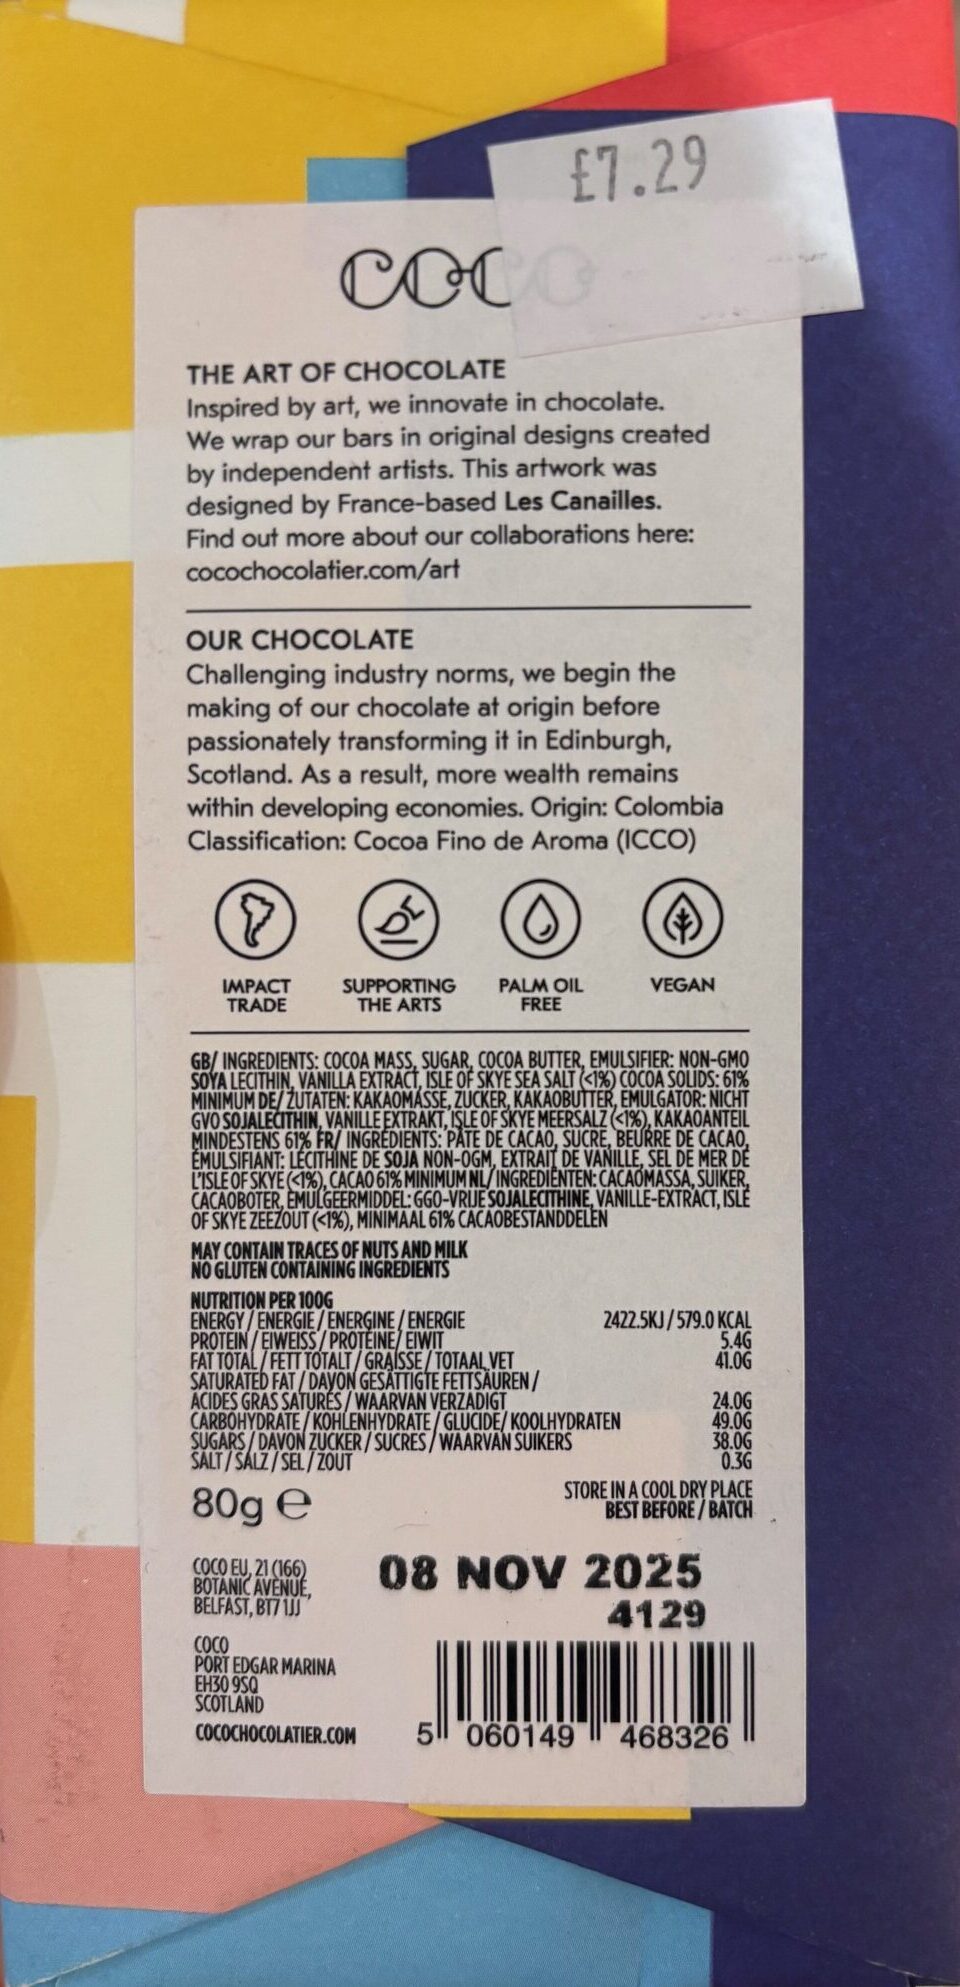 £7.29
COCO
THE ART OF CHOCOLATE
Inspired by art, we innovate in chocolate.
We wrap our bars in original designs created
by independent artists. This artwork was
designed by France-based Les Canailles.
Find out more about our collaborations here:
cocochocolatier.com/art
OUR CHOCOLATE
Challenging industry norms, we begin the
making of our chocolate at origin before
passionately transforming it in Edinburgh,
Scotland. As a result, more wealth remains
within developing economies. Origin: Colombia
Classification: Cocoa Fino de Aroma (ICCO)
IMPACT TRADE
SUPPORTING THE ARTS
PALM OIL FREE
VEGAN
GB/ INGREDIENTS: COCOA MASS, SUGAR, COCOA BUTTER, EMULSIFIER: NON-GMO
SOYA LECITHIN, VANILLA EXTRACT, ISLE OF SKYE SEA SALT (<1%) COCOA SOLIDS: 61%
MINIMUM DE/ ZUTATEN: KAKAOMASSE, ZUCKER, KAKAOBUTTER, EMULGATOR: NICHT
GVO SOJALECITHIN, VANILLE EXTRAKT, ISLE OF SKYE MEERSALZ (<1%), KAKAOANTEIL
MINDESTENS 61% FR/ INGRÉDIENTS: PÂTE DE CACAO, SUCRE, BEURRE DE CACAO,
ÉMULSIFIANT: LÉCITHINE DE SOJA NON-OGM, EXTRAIT DE VANILLE, SEL DE MER DE
L'ISLE OF SKYE (<1%), CACAO 61% MINIMUM NL/ INGREDIËNTEN: CACAOMASSA, SUIKER,
CACAOBOTER, EMULGEERMIDDEL: GGO-VRIJE SOJALECITHINE, VANILLE-EXTRACT, ISLE
OF SKYE ZEEZOUT (<1%), MINIMAAL 61% CACAOBESTANDDELEN
MAY CONTAIN TRACES OF NUTS AND MILK
NO GLUTEN CONTAINING INGREDIENTS
NUTRITION PER 100G
ENERGY / ENERGIE / ENERGINE / ENERGIE 2422.5KJ / 579.0 KCAL
PROTEIN / EIWEISS / PROTÉINE/ EIWIT 5.4G
FAT TOTAL / FETT TOTALT / GRAISSE / TOTAAL VET 41.0G
SATURATED FAT / DAVON GESÄTTIGTE FETTSÄUREN /
ACIDES GRAS SATURÉS / WAARVAN VERZADIGT 24.0G
CARBOHYDRATE / KOHLENHYDRATE / GLUCIDE/ KOOLHYDRATEN 49.0G
SUGARS / DAVON ZUCKER / SUCRES / WAARVAN SUIKERS 38.0G
SALT / SALZ / SEL / ZOUT 0.3G
80g ℮
STORE IN A COOL DRY PLACE
BEST BEFORE / BATCH
08 NOV 2025
4129
COCO EU, 21 (166)
BOTANIC AVENUE,
BELFAST, BT7 1JJ
COCO
PORT EDGAR MARINA
EH30 9SQ
SCOTLAND
COCOCHOCOLATIER.COM
5 060149 468326